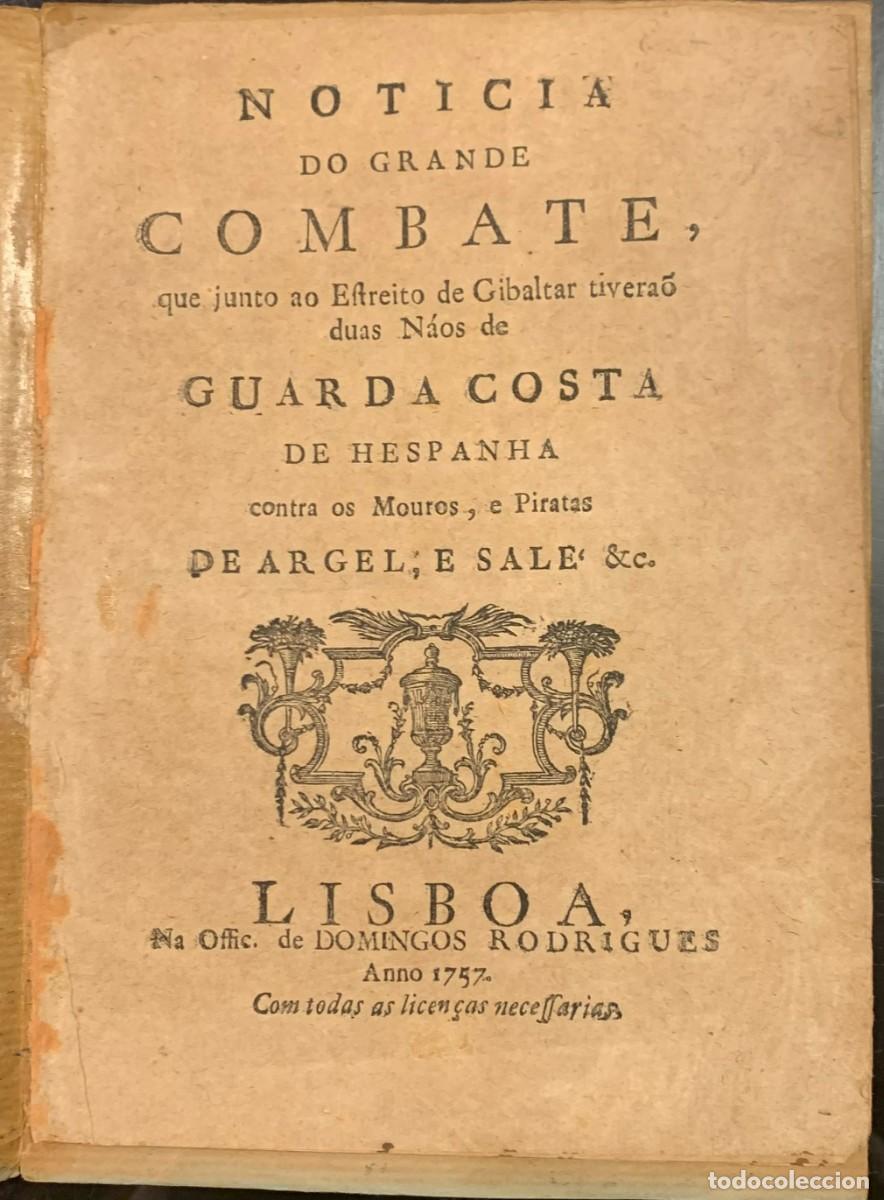 NOTICIA
DO GRANDE
COMBATE,
que junto ao Eſtreito de Gibaltar tiveraõ
duas Náos de
GUARDA COSTA
DE HESPANHA
contra os Mouros, e Piratas
DE ARGEL, E SALE' &c.
LISBOA,
Na Offic. de DOMINGOS RODRIGUES
Anno 1757.
Com todas as licenças neceſſarias.
todocoleccion